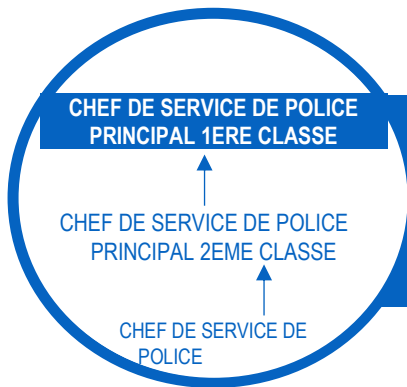 CHEF DE SERVICE DE POLICE
PRINCIPAL 1ERE CLASSE
CHEF DE SERVICE DE POLICE
PRINCIPAL 2EME CLASSE
CHEF DE SERVICE DE
POLICE